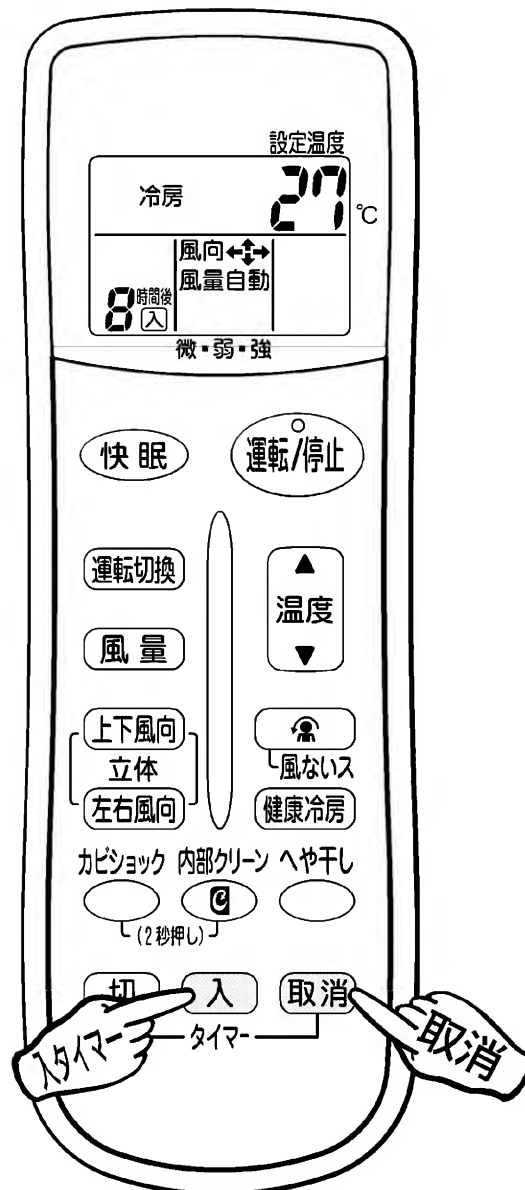 設定温度
冷房 27℃
風向
風量自動
8時間後
入
微・弱・強
快眠
運転/停止
運転切換
温度
風量
上下風向
立体
左右風向
風ないス
健康冷房
カビショック 内部クリーン へや干し
(2秒押し)
切 入 取消
タイマー
入タイマー
取消